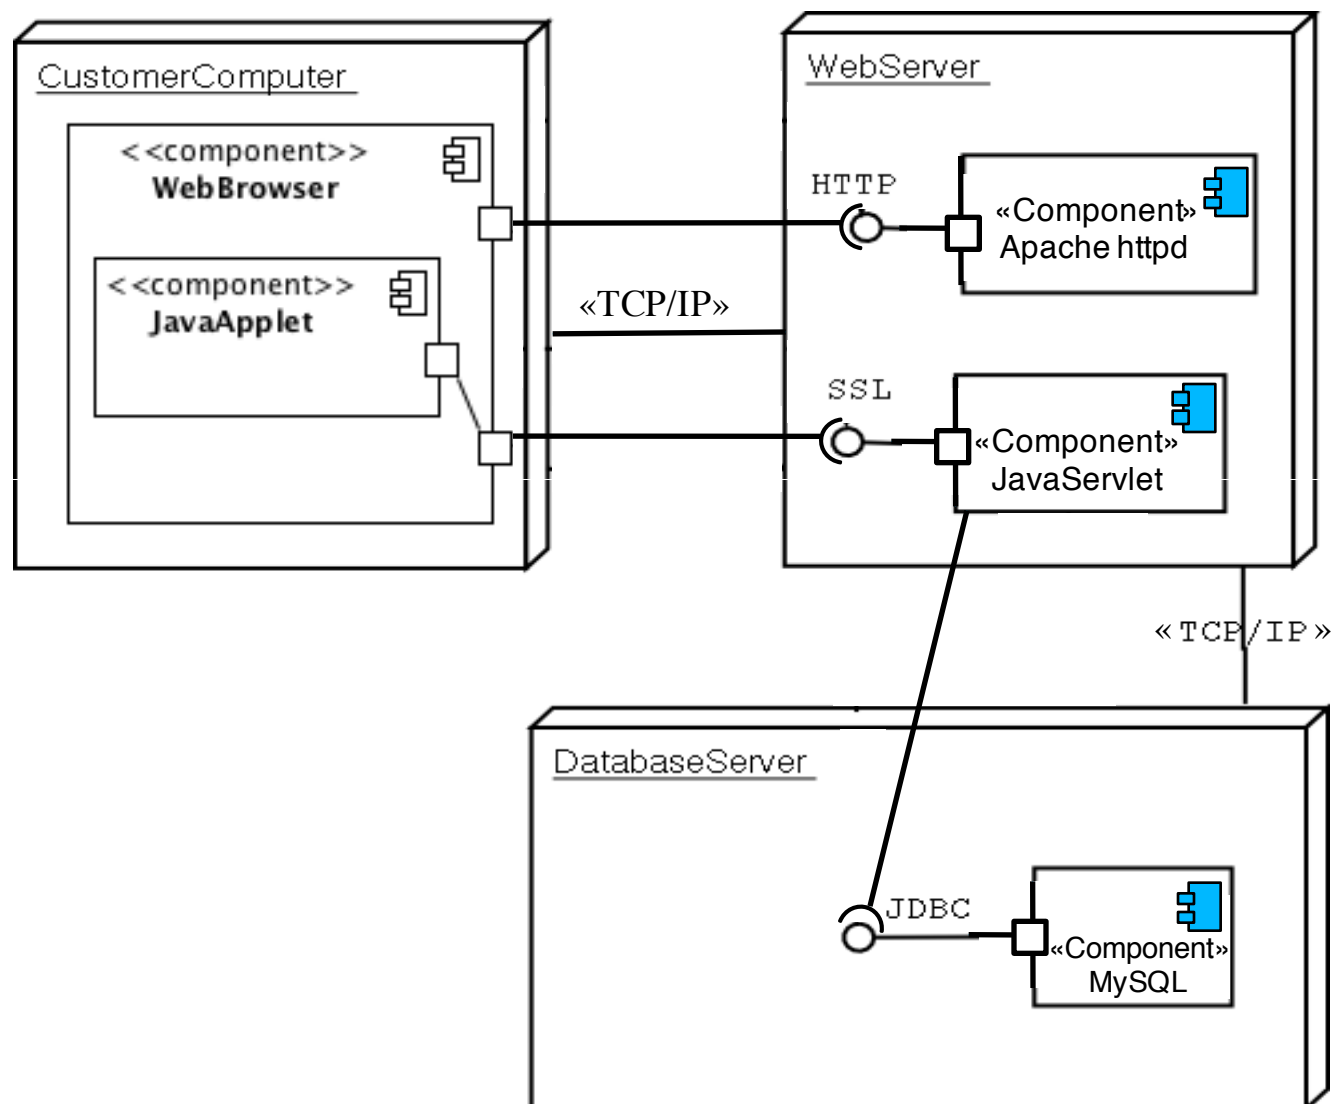 CustomerComputer
<<component>>
WebBrowser
<<component>>
JavaApplet
«TCP/IP»
WebServer
HTTP
«Component»
Apache httpd
SSL
«Component»
JavaServlet
«TCP/IP»
DatabaseServer
JDBC
«Component»
MySQL